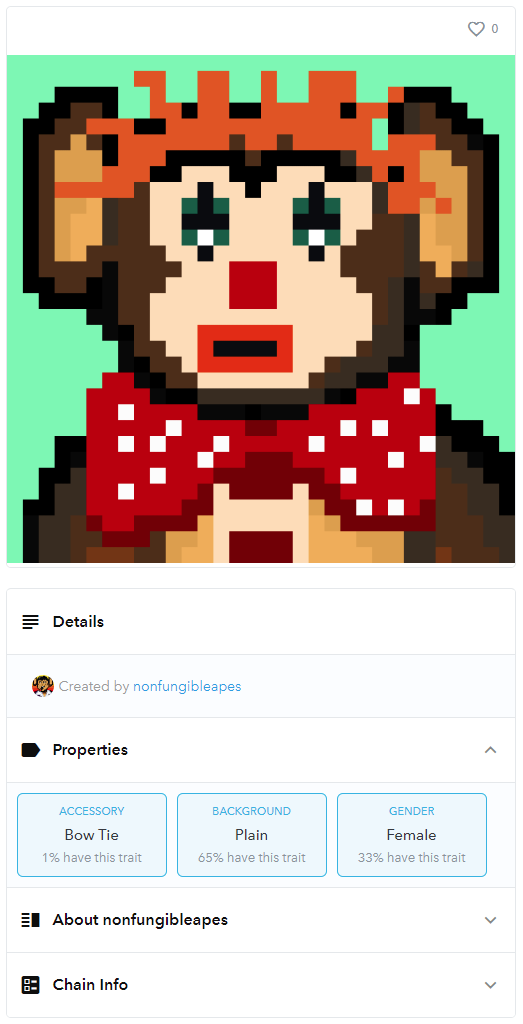 0
Details
Created by nonfungibleapes
Properties
ACCESSORY
Bow Tie
1% have this trait
BACKGROUND
Plain
65% have this trait
GENDER
Female
33% have this trait
About nonfungibleapes
Chain Info